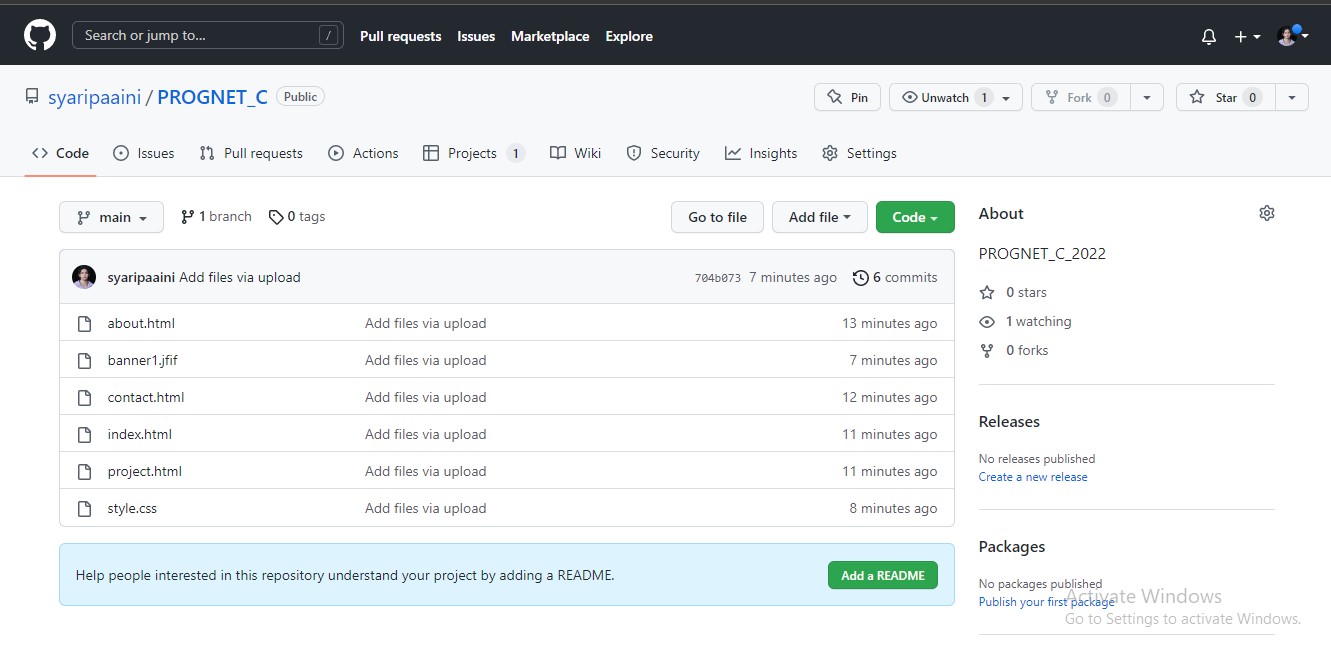 Search or jump to... /
Pull requests Issues Marketplace Explore
syaripaaini / PROGNET_C Public
Pin Unwatch 1 Fork 0 Star 0
Code Issues Pull requests Actions Projects 1 Wiki Security Insights Settings
main 1 branch 0 tags Go to file Add file Code
syaripaaini Add files via upload 704b073 7 minutes ago 6 commits
about.html Add files via upload 13 minutes ago
banner1.jfif Add files via upload 7 minutes ago
contact.html Add files via upload 12 minutes ago
index.html Add files via upload 11 minutes ago
project.html Add files via upload 11 minutes ago
style.css Add files via upload 8 minutes ago
Help people interested in this repository understand your project by adding a README. Add a README
About
PROGNET_C_2022
0 stars
1 watching
0 forks
Releases
No releases published
Create a new release
Packages
No packages published
Publish your first package
Activate Windows
Go to Settings to activate Windows.